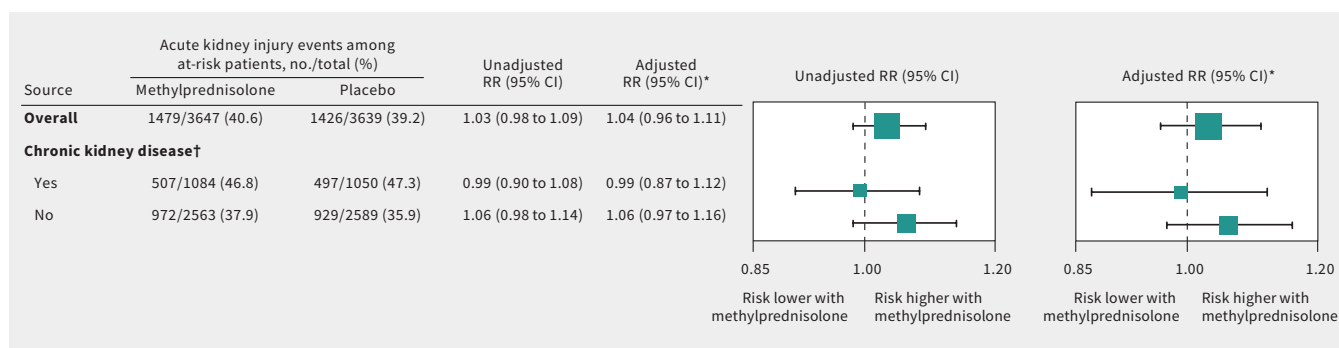 Acute kidney injury events among
at-risk patients, no./total (%)
Unadjusted
RR (95% CI)
Adjusted
RR (95% CI)*
Source Methylprednisolone Placebo
Unadjusted RR (95% CI)
Adjusted RR (95% CI)*
Overall 1479/3647 (40.6) 1426/3639 (39.2) 1.03 (0.98 to 1.09) 1.04 (0.96 to 1.11)
Chronic kidney disease†
Yes 507/1084 (46.8) 497/1050 (47.3) 0.99 (0.90 to 1.08) 0.99 (0.87 to 1.12)
No 972/2563 (37.9) 929/2589 (35.9) 1.06 (0.98 to 1.14) 1.06 (0.97 to 1.16)
0.85 1.00 1.20
Risk lower with
methylprednisolone
Risk higher with
methylprednisolone
0.85 1.00 1.20
Risk lower with
methylprednisolone
Risk higher with
methylprednisolone